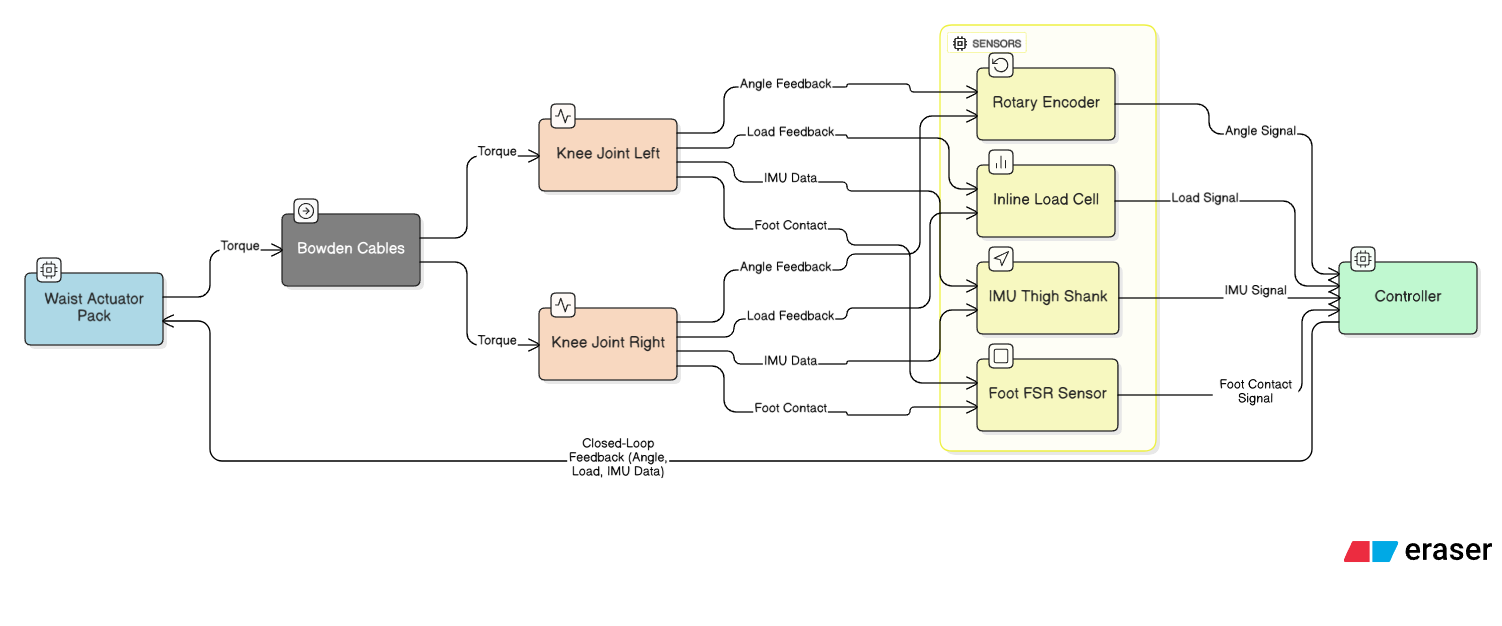 SENSORS
Angle Feedback
Rotary Encoder
Load Feedback
Angle Signal
Torque
Knee Joint Left
IMU Data
Inline Load Cell
Load Signal
Foot Contact
Torque
Bowden Cables
Angle Feedback
Waist Actuator
Pack
IMU Thigh Shank
IMU Signal
Controller
Load Feedback
Torque
Knee Joint Right
IMU Data
Foot Contact
Foot FSR Sensor
Foot Contact
Signal
Closed-Loop
Feedback (Angle,
Load, IMU Data)
eraser